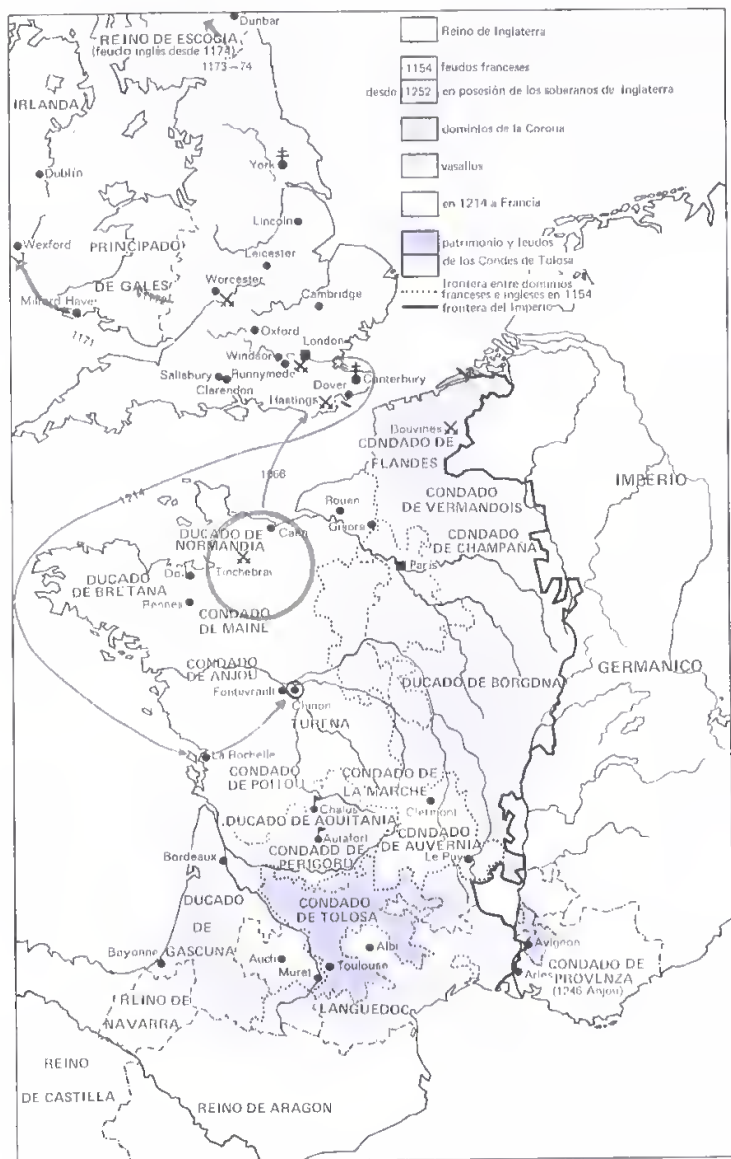 Dunbar
REINO DE ESCOCIA
(feudo inglés desde 1174)
1173-74
IRLANDA
Dublín
York
Lincoln
Wexford
PRINCIPADO
DE GALES
Leicester
Milford Haven
Worcester
Cambridge
1171
Oxford
London
Windsor
Salisbury
Runnymede
Clarendon
Dover
Canterbury
Hastings
Reino de Inglaterra
1154 feudos franceses
desde 1252 en posesión de los soberanos de Inglaterra
dominios de la Corona
vasallos
en 1214 a Francia
patrimonio y feudos
de los Condes de Tolosa
frontera entre dominios
franceses e ingleses en 1154
frontera del Imperio
1066
1214
Bouvines
CONDADO DE
FLANDES
CONDADO
DE VERMANDOIS
CONDADO
DE CHAMPAÑA
IMPERIO
GERMANICO
Rouen
Gisors
DUCADO DE
NORMANDIA
Caen
Tinchebrai
Paris
DUCADO
DE BRETAÑA
Dol
Rennes
CONDADO
DE MAINE
CONDADO
DE ANJOU
Fontevrault
Chinon
TURENA
DUCADO DE BORGOÑA
La Rochelle
CONDADO
DE POITOU
CONDADO DE
LA MARCHE
Chalus
Clermont
DUCADO DE AQUITANIA
Autafort
CONDADO
DE AUVERNIA
CONDADO DE
PERIGORD
Le Puy
Bordeaux
DUCADO
DE
GASCUÑA
CONDADO
DE TOLOSA
Albi
Auch
Bayonne
Muret
Toulouse
Avignon
Arles
CONDADO DE
PROVENZA
(1246 Anjou)
REINO DE
NAVARRA
LANGUEDOC
REINO
DE CASTILLA
REINO DE ARAGON